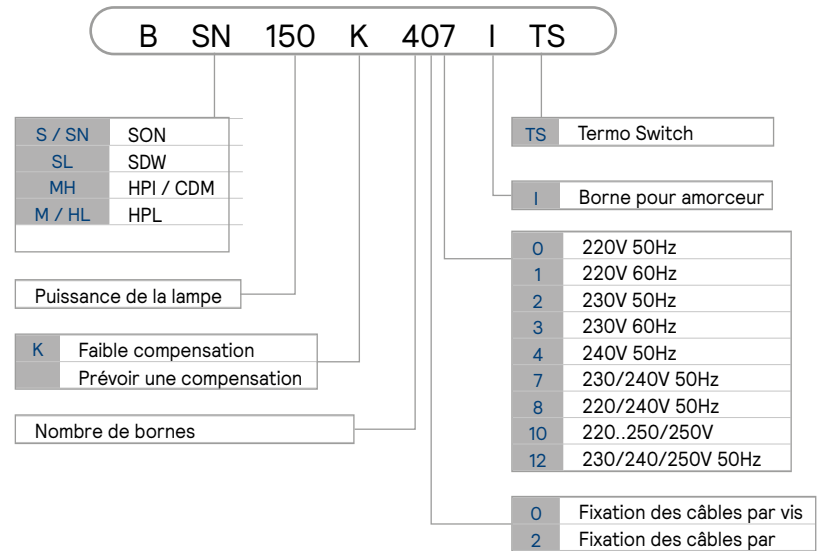 B SN 150 K 407 I TS
S / SN SON
SL SDW
MH HPI / CDM
M / HL HPL
Puissance de la lampe
K Faible compensation
Prévoir une compensation
Nombre de bornes
TS Termo Switch
I Borne pour amorceur
0 220V 50Hz
1 220V 60Hz
2 230V 50Hz
3 230V 60Hz
4 240V 50Hz
7 230/240V 50Hz
8 220/240V 50Hz
10 220..250/250V
12 230/240/250V 50Hz
0 Fixation des câbles par vis
2 Fixation des câbles par